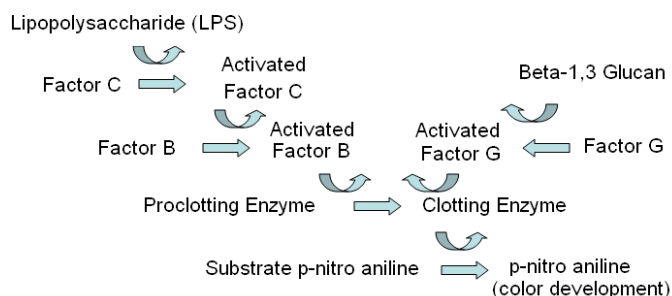 Lipopolysaccharide (LPS)
Factor C
Activated
Factor C
Beta-1,3 Glucan
Factor B
Activated
Factor B
Activated
Factor G
Factor G
Proclotting Enzyme
Clotting Enzyme
Substrate p-nitro aniline
p-nitro aniline
(color development)